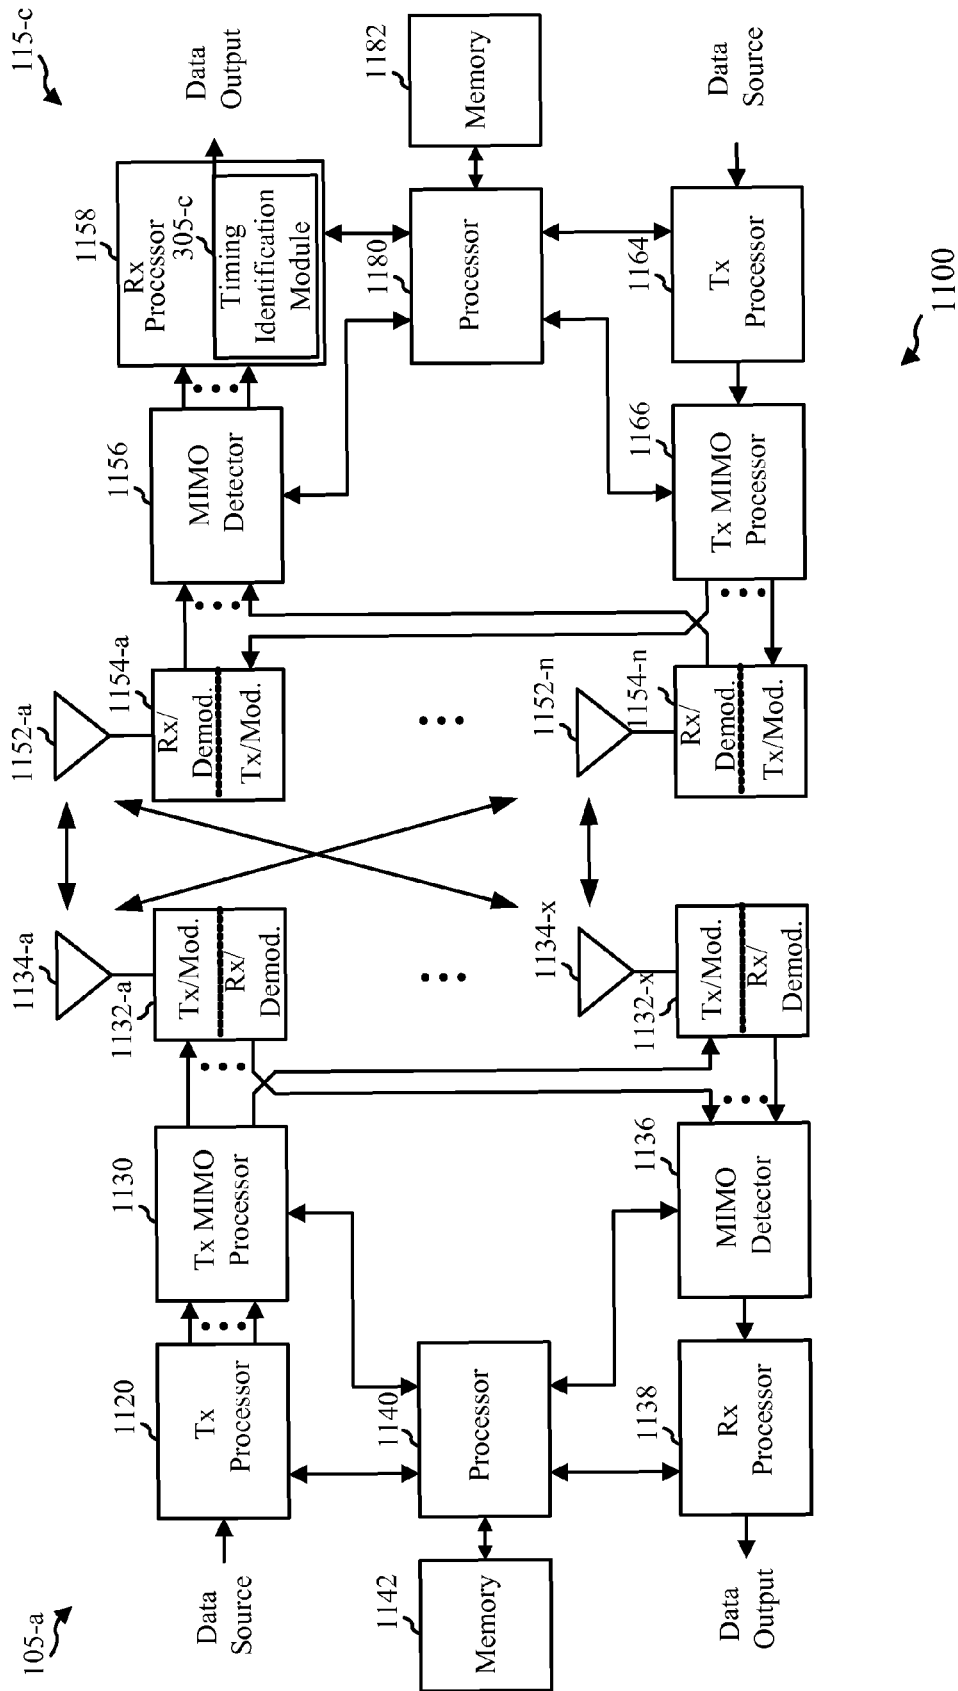 105-a
115-c
Data
Source
1120
Tx
Processor
1130
Tx MIMO
Processor
1134-a
1132-a
Tx/Mod.
Rx/
Demod.
1152-a
1154-a
Rx/
Demod.
Tx/Mod.
1156
MIMO
Detector
1158
Rx
Processor
305-c
Timing
Identification
Module
Data
Output
1142
Memory
1140
Processor
1180
Processor
1182
Memory
Data
Output
1138
Rx
Processor
1136
MIMO
Detector
1134-x
1132-x
Tx/Mod.
Rx/
Demod.
1152-n
1154-n
Rx/
Demod.
Tx/Mod.
1166
Tx MIMO
Processor
1164
Tx
Processor
Data
Source
1100